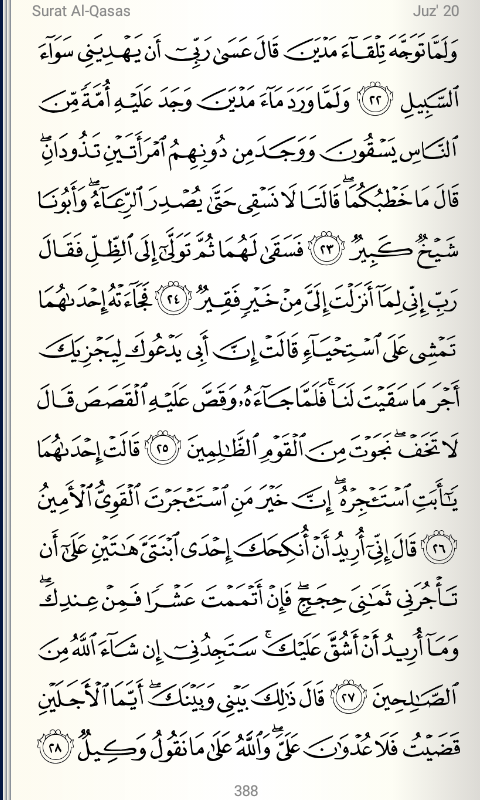 Surat Al-Qasas
Juz' 20
وَلَمَّا تَوَجَّهَ تِلْقَآءَ مَدْيَنَ قَالَ عَسَىٰ رَبِّىٓ أَن يَهْدِيَنِى سَوَآءَ
ٱلسَّبِيلِ ٢٢ وَلَمَّا وَرَدَ مَآءَ مَدْيَنَ وَجَدَ عَلَيْهِ أُمَّةً مِّنَ
ٱلنَّاسِ يَسْقُونَ وَوَجَدَ مِن دُونِهِمُ ٱمْرَأَتَيْنِ تَذُودَانِۖ
قَالَ مَا خَطْبُكُمَاۖ قَالَتَا لَا نَسْقِى حَتَّىٰ يُصْدِرَ ٱلرِّعَآءُۖ وَأَبُونَا
شَيْخٌ كَبِيرٌ ٢٣ فَسَقَىٰ لَهُمَا ثُمَّ تَوَلَّىٰٓ إِلَى ٱلظِّلِّ فَقَالَ
رَبِّ إِنِّى لِمَآ أَنزَلْتَ إِلَىَّ مِنْ خَيْرٍ فَقِيرٌ ٢٤ فَجَآءَتْهُ إِحْدَىٰهُمَا
تَمْشِى عَلَى ٱسْتِحْيَآءٍ قَالَتْ إِنَّ أَبِى يَدْعُوكَ لِيَجْزِيَكَ
أَجْرَ مَا سَقَيْتَ لَنَاۚ فَلَمَّا جَآءَهُۥ وَقَصَّ عَلَيْهِ ٱلْقَصَصَ قَالَ
لَا تَخَفْۖ نَجَوْتَ مِنَ ٱلْقَوْمِ ٱلظَّٰلِمِينَ ٢٥ قَالَتْ إِحْدَىٰهُمَا
يَٰٓأَبَتِ ٱسْتَـْٔجِرْهُۖ إِنَّ خَيْرَ مَنِ ٱسْتَـْٔجَرْتَ ٱلْقَوِىُّ ٱلْأَمِينُ
٢٦ قَالَ إِنِّىٓ أُرِيدُ أَنْ أُنكِحَكَ إِحْدَى ٱبْنَتَىَّ هَٰتَيْنِ عَلَىٰٓ أَن
تَأْجُرَنِى ثَمَٰنِىَ حِجَجٍۖ فَإِنْ أَتْمَمْتَ عَشْرًا فَمِنْ عِندِكَۖ
وَمَآ أُرِيدُ أَنْ أَشُقَّ عَلَيْكَۚ سَتَجِدُنِىٓ إِن شَآءَ ٱللَّهُ مِنَ
ٱلصَّٰلِحِينَ ٢٧ قَالَ ذَٰلِكَ بَيْنِى وَبَيْنَكَۖ أَيَّمَا ٱلْأَجَلَيْنِ
قَضَيْتُ فَلَا عُدْوَٰنَ عَلَىَّۖ وَٱللَّهُ عَلَىٰ مَا نَقُولُ وَكِيلٌ ٢٨
388